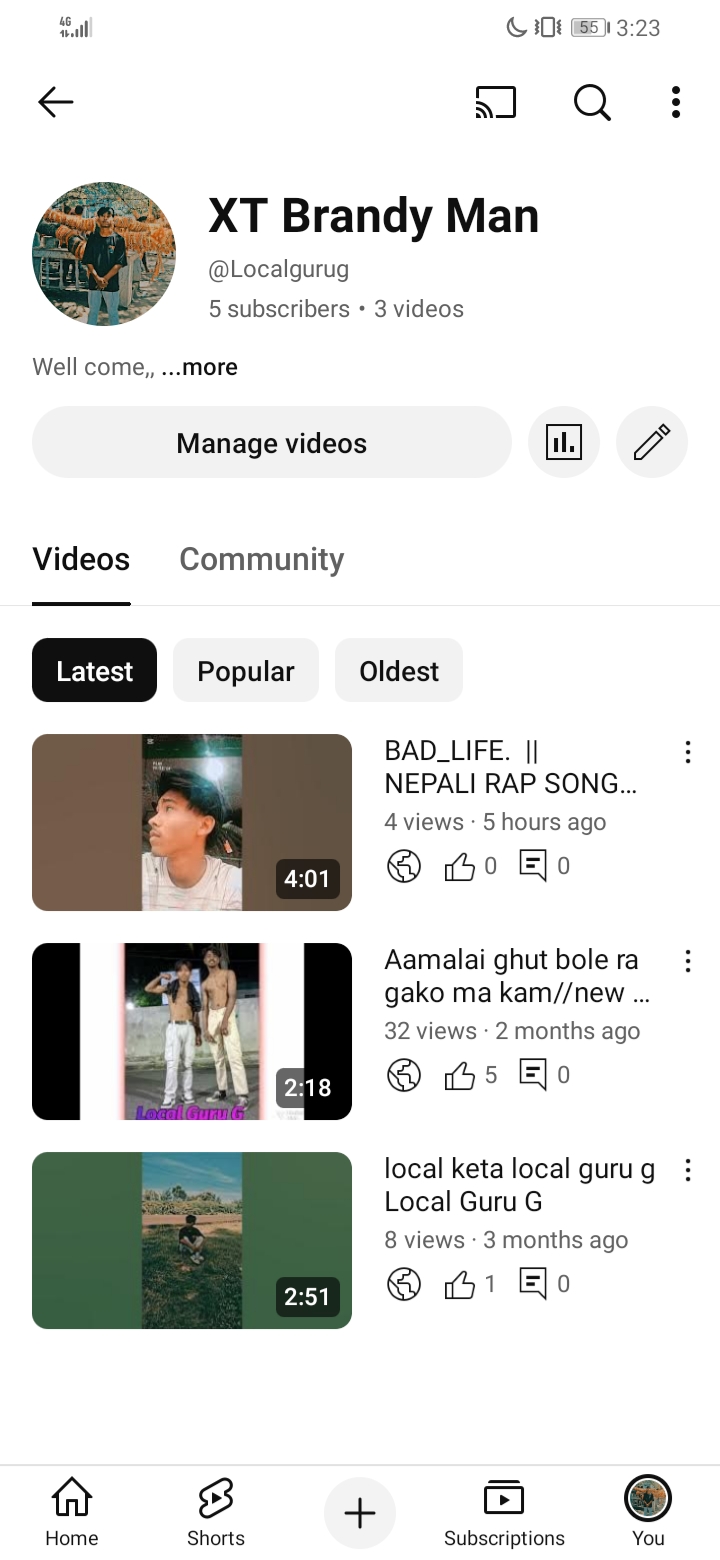 4G 55 3:23
XT Brandy Man
@Localgurug
5 subscribers • 3 videos
Well come,, ...more
Manage videos
Videos Community
Latest Popular Oldest
BAD_LIFE. ||
NEPALI RAP SONG...
4 views · 5 hours ago
0 0
4:01
Aamalai ghut bole ra
gako ma kam//new ...
32 views · 2 months ago
5 0
2:18
Local Guru G
local keta local guru g
Local Guru G
8 views · 3 months ago
1 0
2:51
Home Shorts Subscriptions You